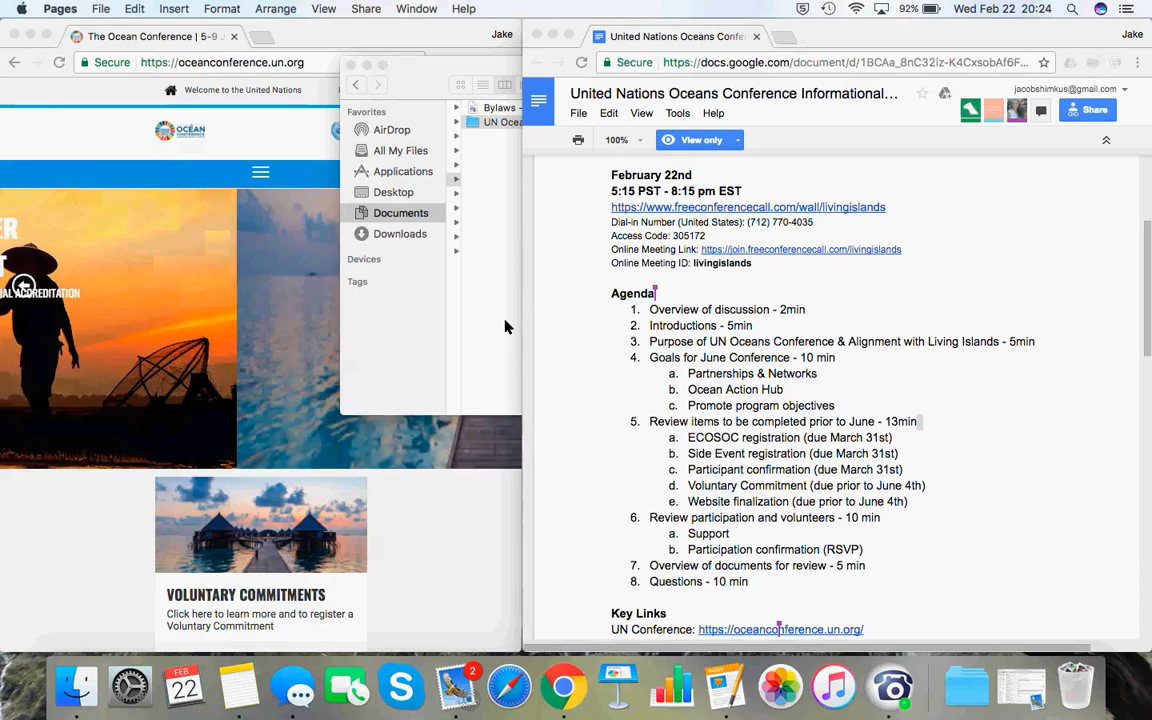 Pages File Edit Format Arrange View Share Window Help 92% Wed Feb 22 20:24
The Ocean Conference | 5-9 J
Jake
Secure https://oceanconference.un.org
Welcome to the United Nations
OCEAN
CONFERENCE
ACCREDITATION
VOLUNTARY COMMITMENTS
Click here to learn more and to register a
Voluntary Commitment
Favorites
AirDrop
All My Files
Applications
Desktop
Documents
Downloads
Devices
Tags
Bylaws -
UN Ocea
United Nations Oceans Confer
Jake
Secure https://docs.google.com/document/d/1BCAa_8nC32iz-K4CxsobAf6F...
United Nations Oceans Conference Informational...
jacobshimkus@gmail.com
File Edit View Tools Help
Share
100% View only
February 22nd
5:15 PST - 8:15 pm EST
https://www.freeconferencecall.com/wall/livingislands
Dial-in Number (United States): (712) 770-4035
Access Code: 305172
Online Meeting Link: https://join.freeconferencecall.com/livingislands
Online Meeting ID: livingislands
Agenda
1. Overview of discussion - 2min
2. Introductions - 5min
3. Purpose of UN Oceans Conference & Alignment with Living Islands - 5min
4. Goals for June Conference - 10 min
a. Partnerships & Networks
b. Ocean Action Hub
c. Promote program objectives
5. Review items to be completed prior to June - 13min
a. ECOSOC registration (due March 31st)
b. Side Event registration (due March 31st)
c. Participant confirmation (due March 31st)
d. Voluntary Commitment (due prior to June 4th)
e. Website finalization (due prior to June 4th)
6. Review participation and volunteers - 10 min
a. Support
b. Participation confirmation (RSVP)
7. Overview of documents for review - 5 min
8. Questions - 10 min
Key Links
UN Conference: https://oceanconference.un.org/
FEB
22
2